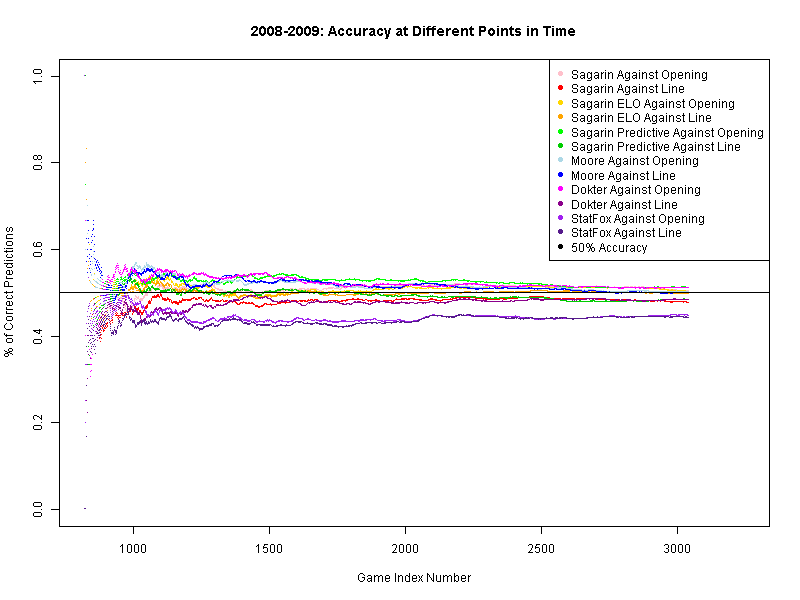 2008-2009: Accuracy at Different Points in Time
Sagarin Against Opening
Sagarin Against Line
Sagarin ELO Against Opening
Sagarin ELO Against Line
Sagarin Predictive Against Opening
Sagarin Predictive Against Line
Moore Against Opening
Moore Against Line
Dokter Against Opening
Dokter Against Line
StatFox Against Opening
StatFox Against Line
50% Accuracy
% of Correct Predictions
1.0
0.8
0.6
0.4
0.2
0.0
1000 1500 2000 2500 3000
Game Index Number